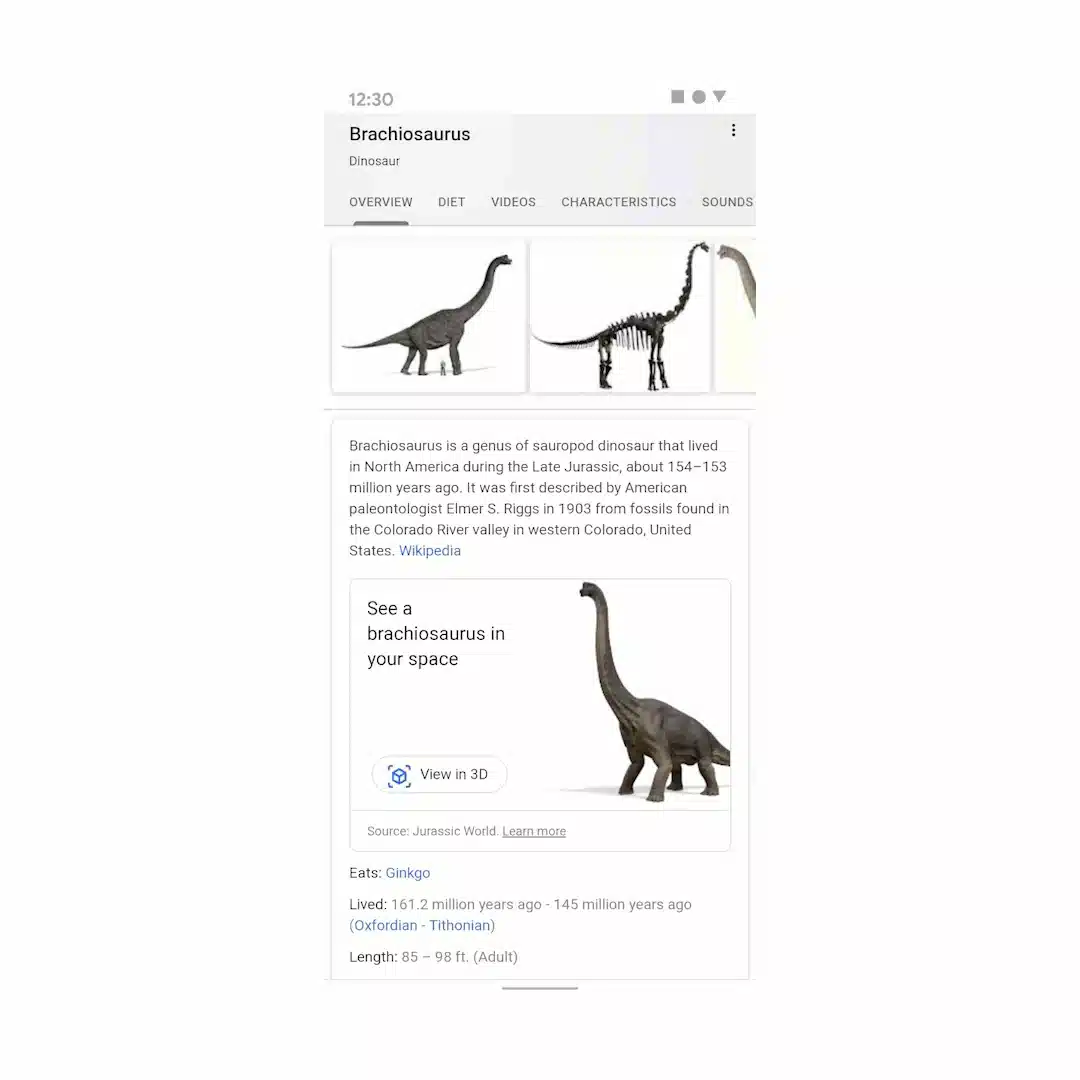 12:30
Brachiosaurus
Dinosaur
OVERVIEW DIET VIDEOS CHARACTERISTICS SOUNDS
Brachiosaurus is a genus of sauropod dinosaur that lived
in North America during the Late Jurassic, about 154–153
million years ago. It was first described by American
paleontologist Elmer S. Riggs in 1903 from fossils found in
the Colorado River valley in western Colorado, United
States. Wikipedia
See a
brachiosaurus in
your space
View in 3D
Source: Jurassic World. Learn more
Eats: Ginkgo
Lived: 161.2 million years ago - 145 million years ago
(Oxfordian - Tithonian)
Length: 85 – 98 ft. (Adult)